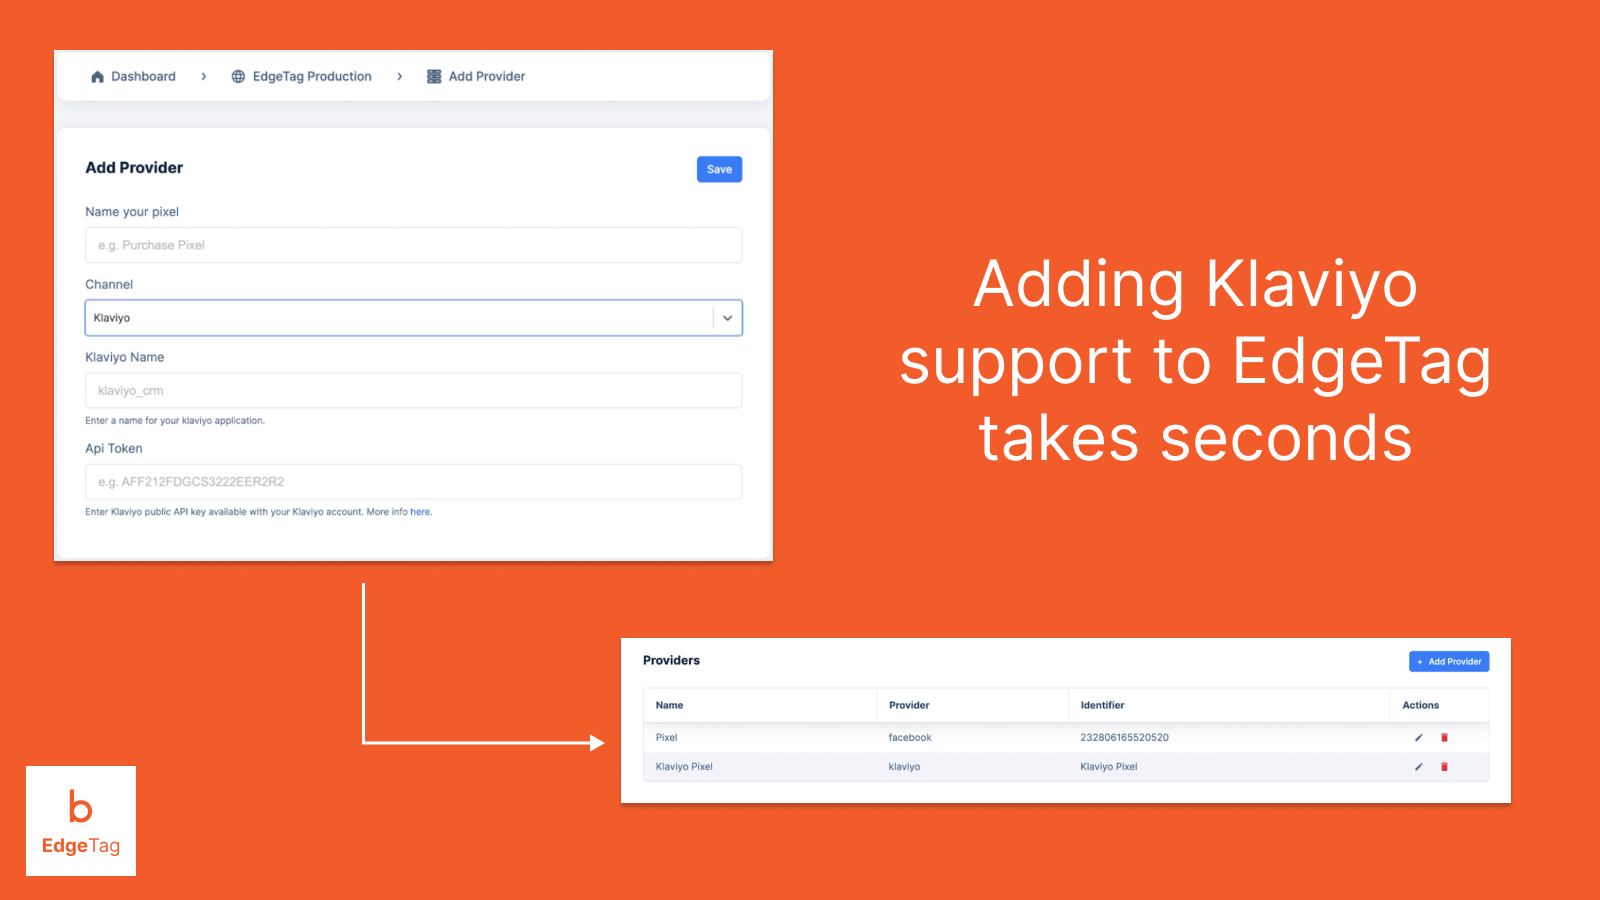 Dashboard > EdgeTag Production > Add Provider
Add Provider
Save
Name your pixel
e.g. Purchase Pixel
Channel
Klaviyo
Klaviyo Name
klaviyo_crm
Enter a name for your klaviyo application.
Api Token
e.g. AFF212FDGCS3222EER2R2
Enter Klaviyo public API key available with your Klaviyo account. More info here.
Adding Klaviyo
support to EdgeTag
takes seconds
Providers
+ Add Provider
Name Provider Identifier Actions
Pixel facebook 232806165520520
Klaviyo Pixel klaviyo Klaviyo Pixel
b
EdgeTag